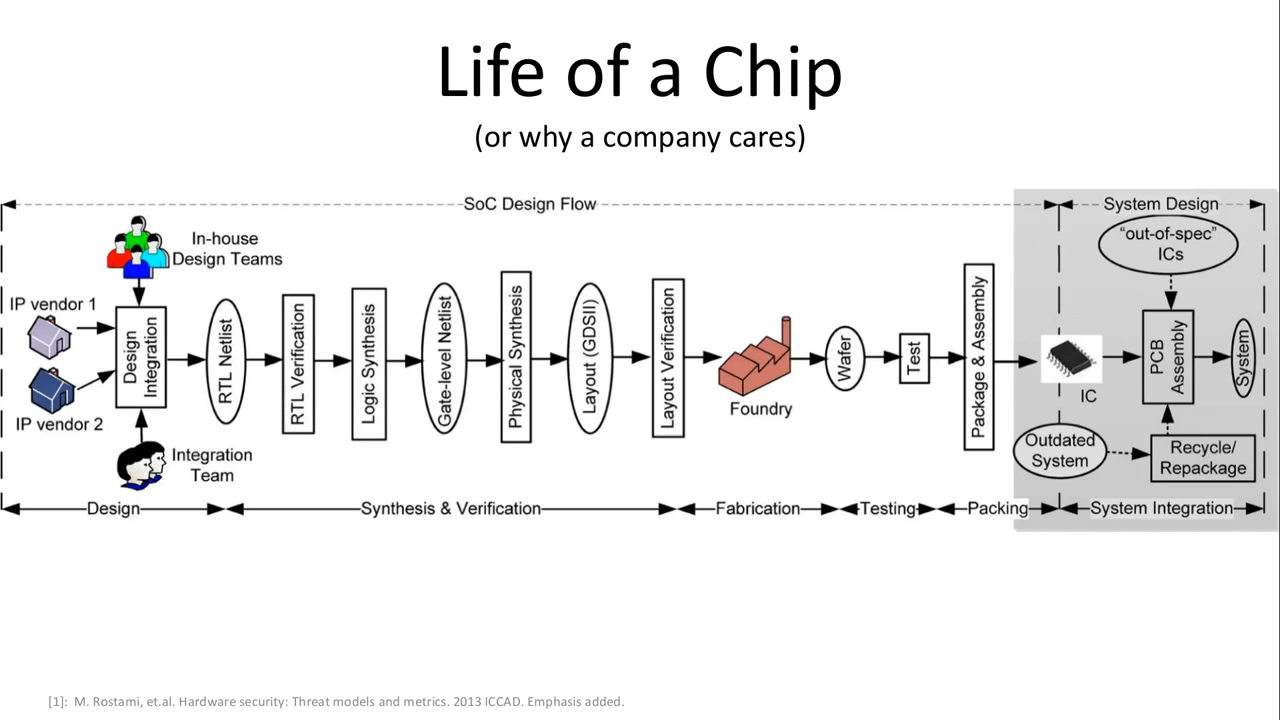 Life of a Chip
(or why a company cares)
SoC Design Flow
System Design
In-house
Design Teams
IP vendor 1
IP vendor 2
Design
Integration
Integration
Team
RTL Netlist
RTL Verification
Logic Synthesis
Gate-level Netlist
Physical Synthesis
Layout (GDSII)
Layout Verification
Foundry
Wafer
Test
Package & Assembly
IC
“out-of-spec”
ICs
PCB
Assembly
System
Outdated
System
Recycle/
Repackage
Design
Synthesis & Verification
Fabrication
Testing
Packing
System Integration
[1]: M. Rostami, et.al. Hardware security: Threat models and metrics. 2013 ICCAD. Emphasis added.